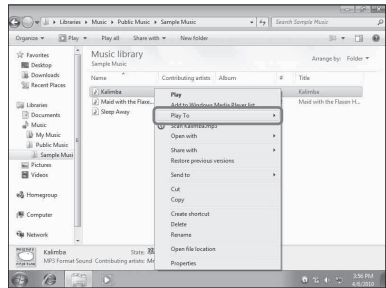 Libraries ▸ Music ▸ Public Music ▸ Sample Music
Search Sample Music
Organize ▾ Play ▾ Play all Share with ▾ New folder
Favorites
Desktop
Downloads
Recent Places
Libraries
Documents
Music
My Music
Public Music
Sample Musi
Pictures
Videos
Homegroup
Computer
Network
Music library
Sample Music
Arrange by: Folder ▾
Name Contributing artists Album # Title
Kalimba Kalimba
Maid with the Flaxe... Maid with the Flaxen H...
Sleep Away
Play
Add to Windows Media Player list
Play To
Scan Kalimba.mp3
Open with
Share with
Restore previous versions
Send to
Cut
Copy
Create shortcut
Delete
Rename
Open file location
Properties
Kalimba State:
MP3 Format Sound Contributing artists:
3:56 PM
4/6/2010